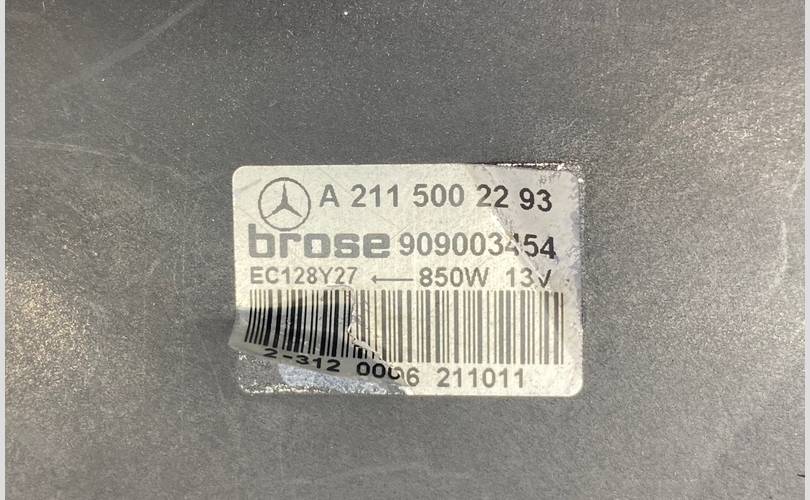 A 211 500 22 93
brose 909003454
EC128Y27 ← 850W 13V
2-312 0006 211011